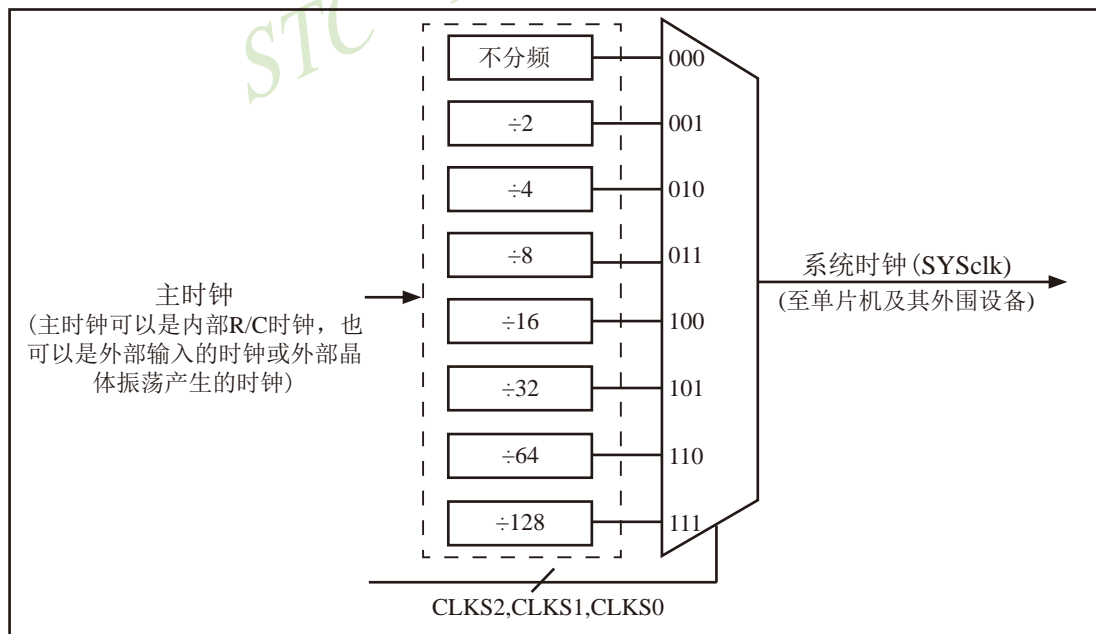 STC
不分频
000
÷2
001
÷4
010
÷8
011
÷16
100
÷32
101
÷64
110
÷128
111
主时钟
(主时钟可以是内部R/C时钟，也
可以是外部输入的时钟或外部晶
体振荡产生的时钟)
系统时钟(SYSclk)
(至单片机及其外围设备)
CLKS2,CLKS1,CLKS0